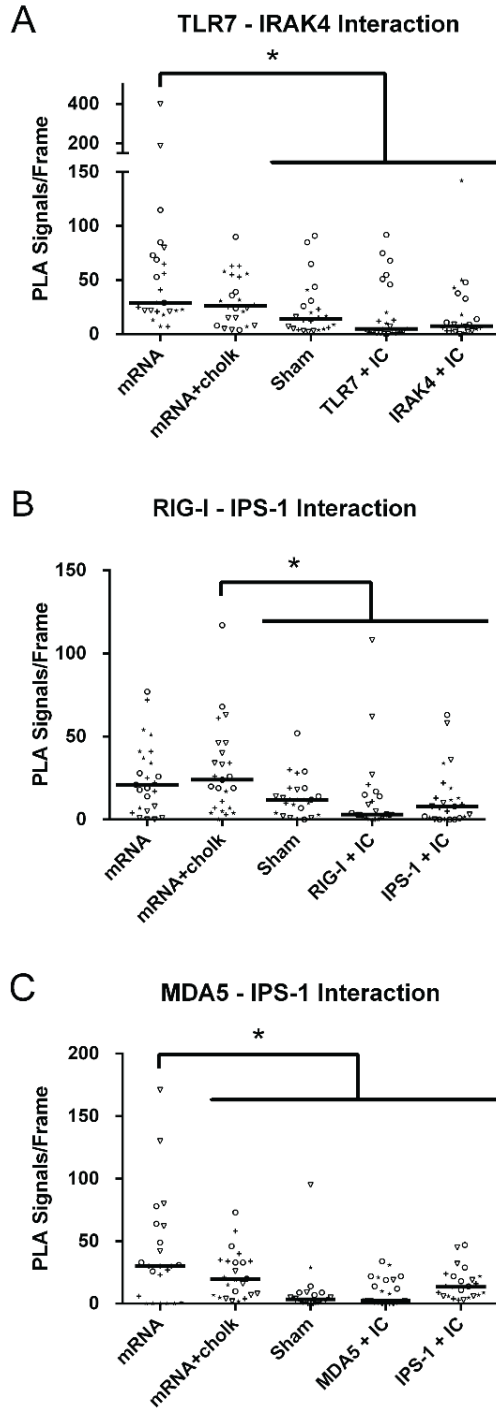 A
TLR7 - IRAK4 Interaction
*
PLA Signals/Frame
400
200
150
100
50
0
mRNA
mRNA+cholk
Sham
TLR7 + IC
IRAK4 + IC
B
RIG-I - IPS-1 Interaction
*
PLA Signals/Frame
150
100
50
0
mRNA
mRNA+cholk
Sham
RIG-I + IC
IPS-1 + IC
C
MDA5 - IPS-1 Interaction
*
PLA Signals/Frame
200
150
100
50
0
mRNA
mRNA+cholk
Sham
MDA5 + IC
IPS-1 + IC